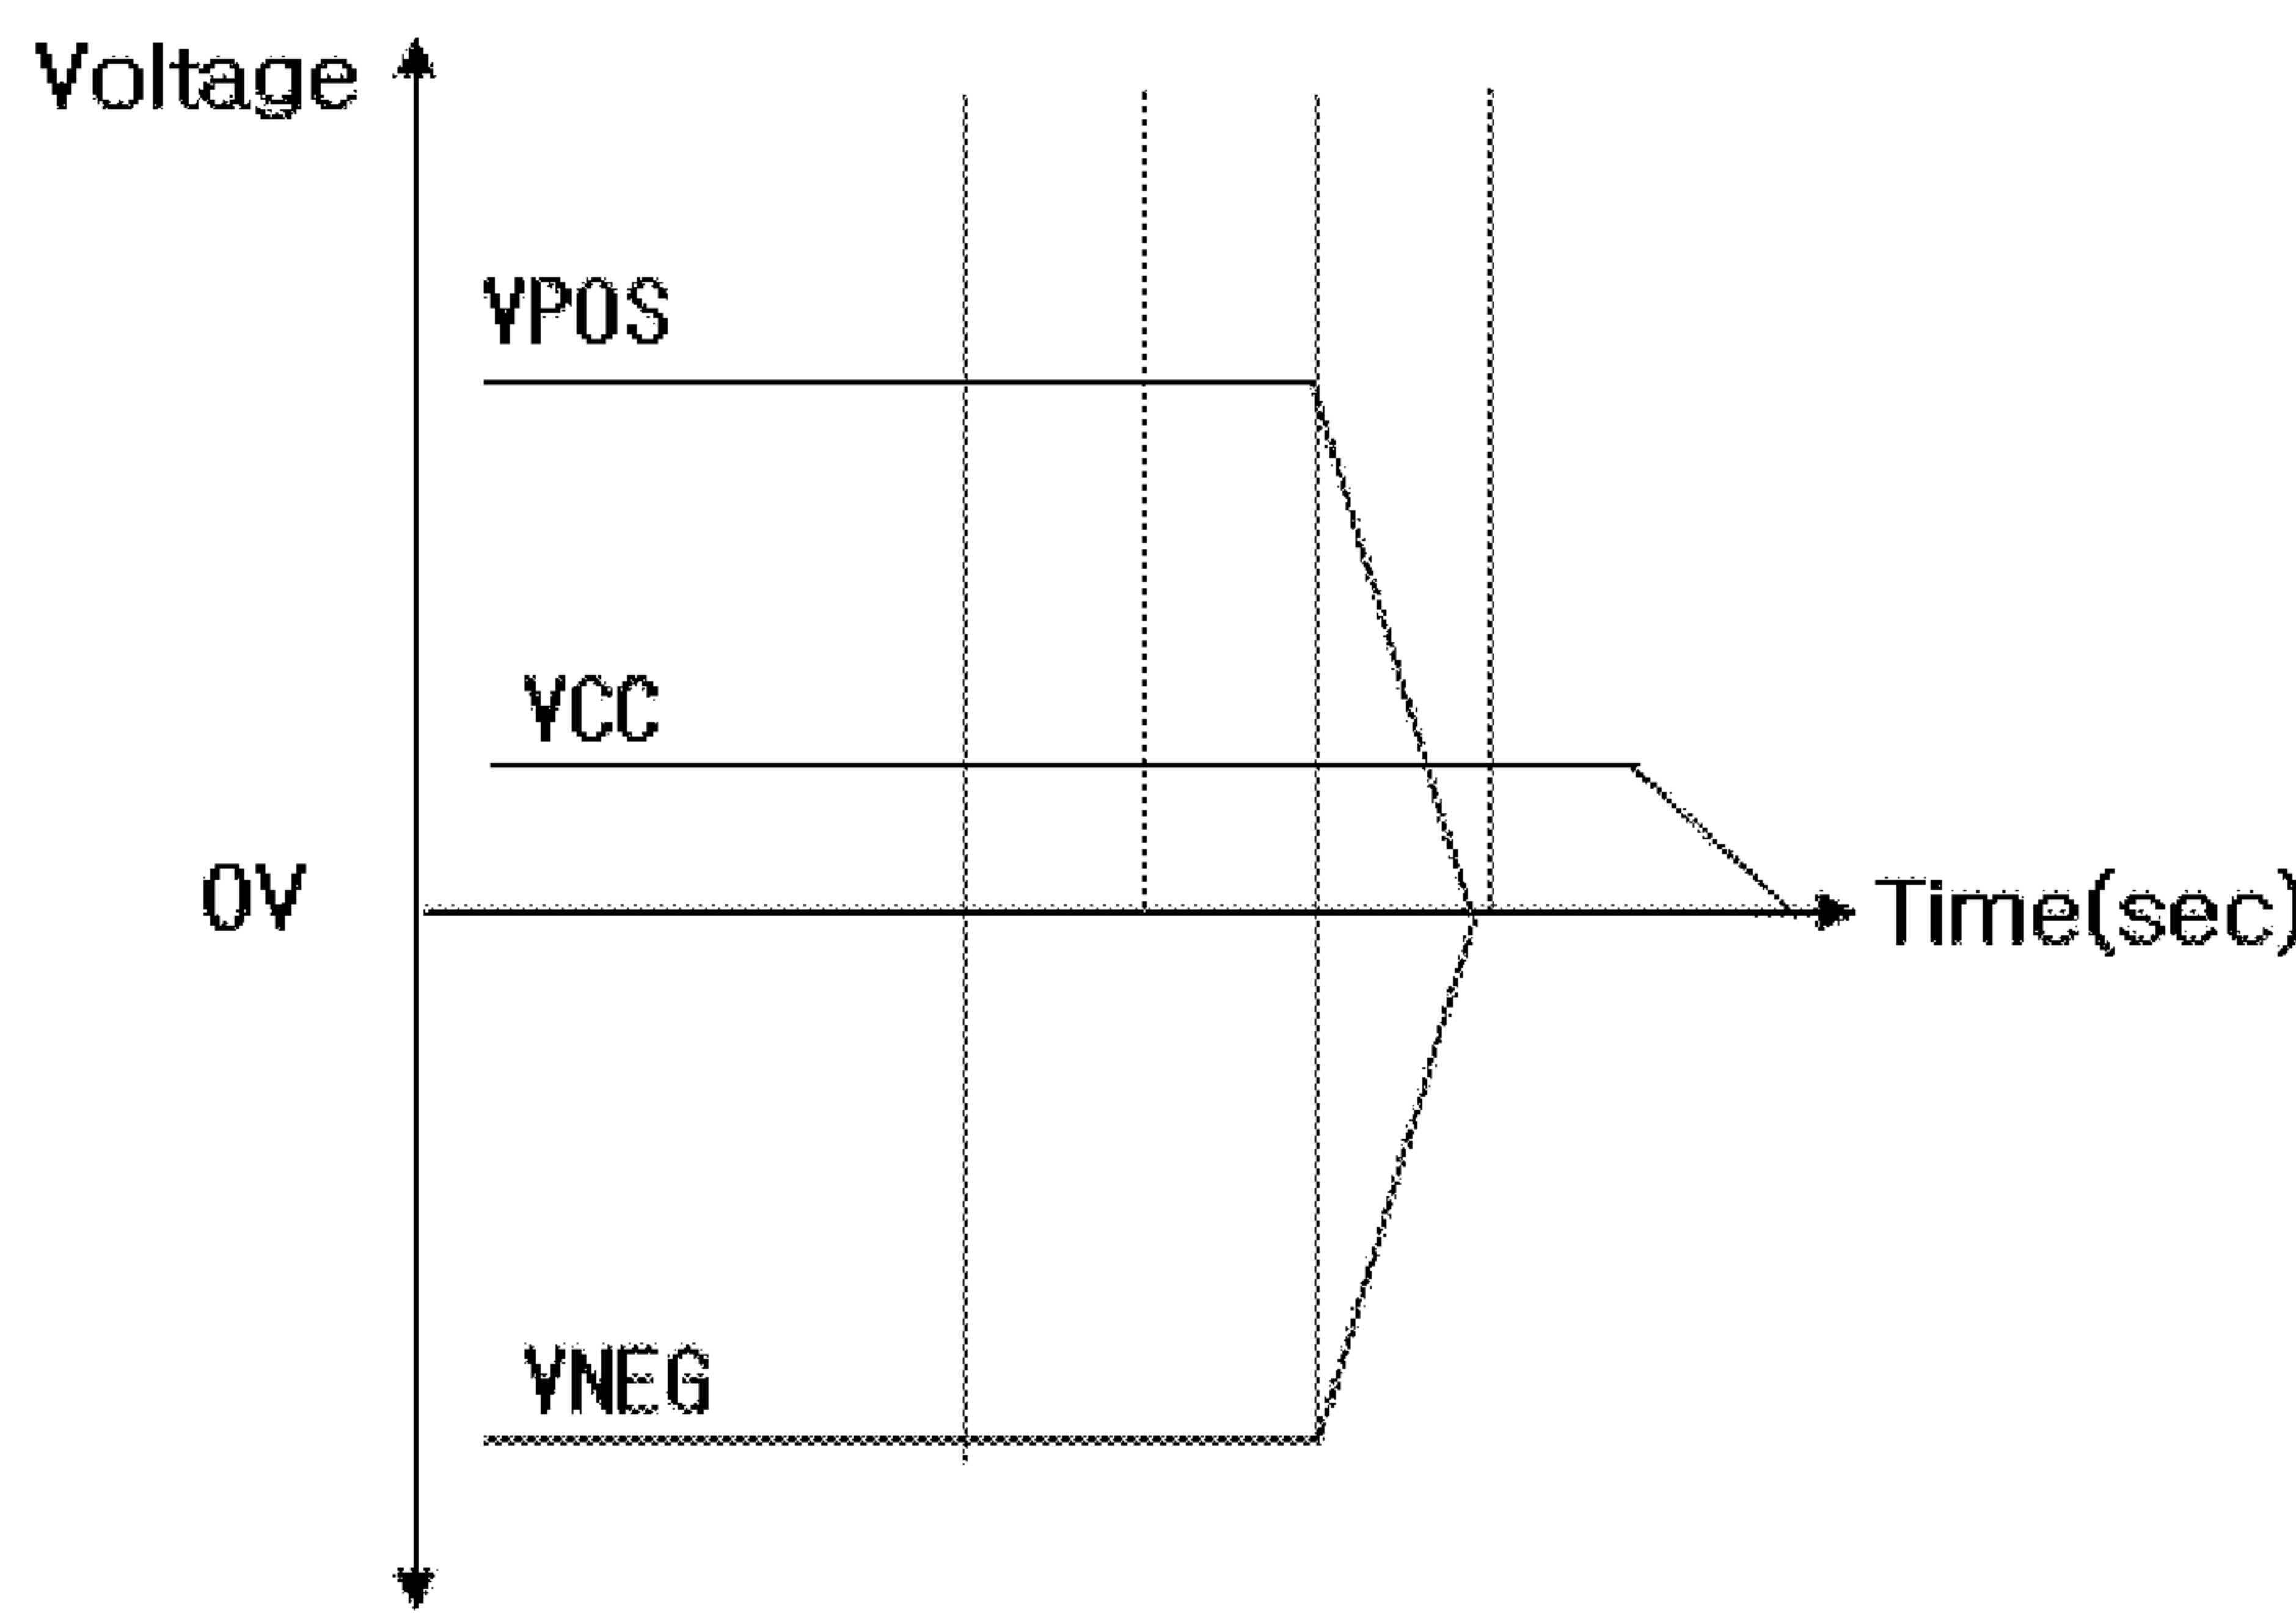 Voltage
VPOS
VCC
0V
Time(sec)
VNEG